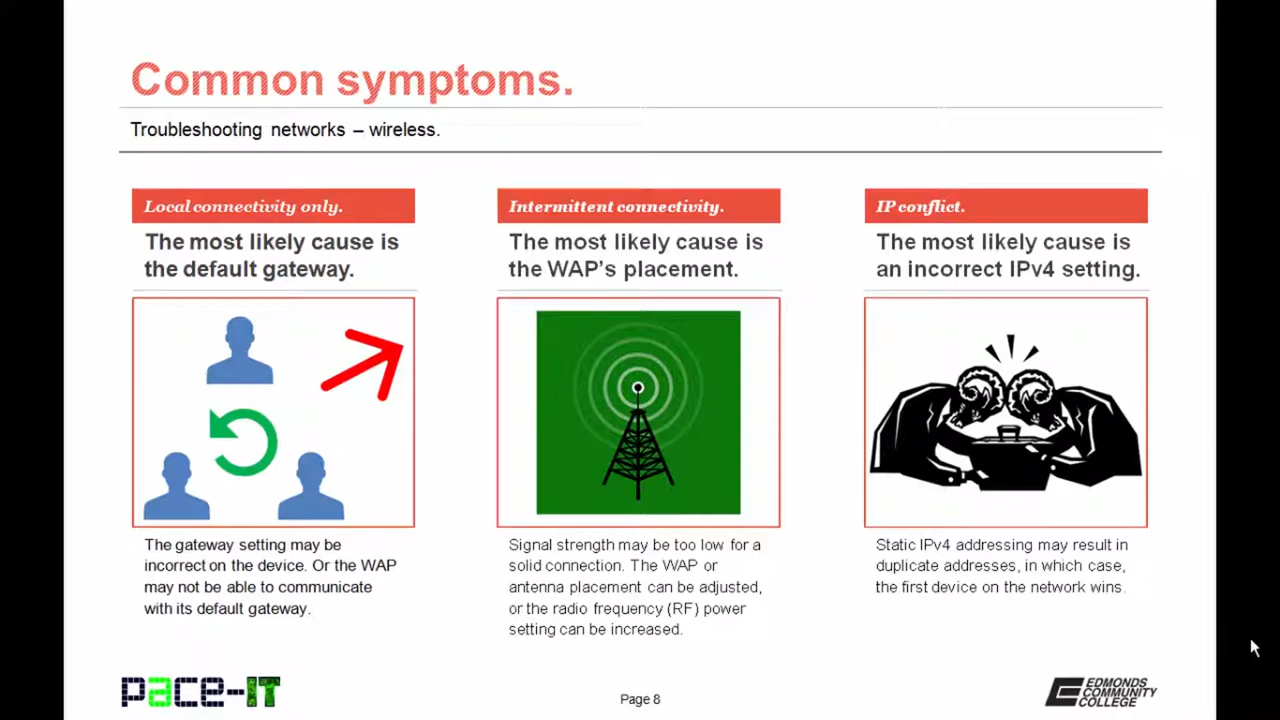 Common symptoms.
Troubleshooting networks – wireless.
Local connectivity only.
The most likely cause is
the default gateway.
The gateway setting may be
incorrect on the device. Or the WAP
may not be able to communicate
with its default gateway.
Intermittent connectivity.
The most likely cause is
the WAP's placement.
Signal strength may be too low for a
solid connection. The WAP or
antenna placement can be adjusted,
or the radio frequency (RF) power
setting can be increased.
IP conflict.
The most likely cause is
an incorrect IPv4 setting.
Static IPv4 addressing may result in
duplicate addresses, in which case,
the first device on the network wins.
pace-IT
Page 8
EDMONDS
COMMUNITY
COLLEGE